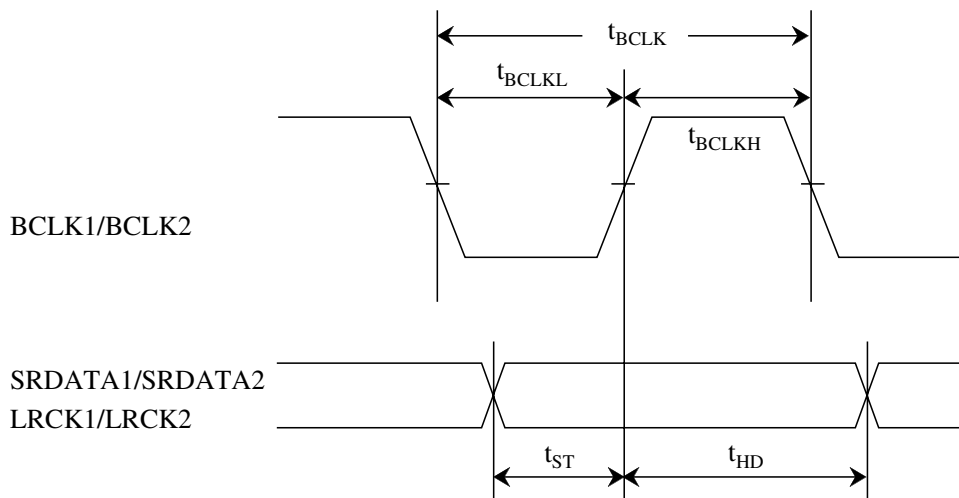 tBCLK
tBCLKL
tBCLKH
BCLK1/BCLK2
SRDATA1/SRDATA2
LRCK1/LRCK2
tST
tHD